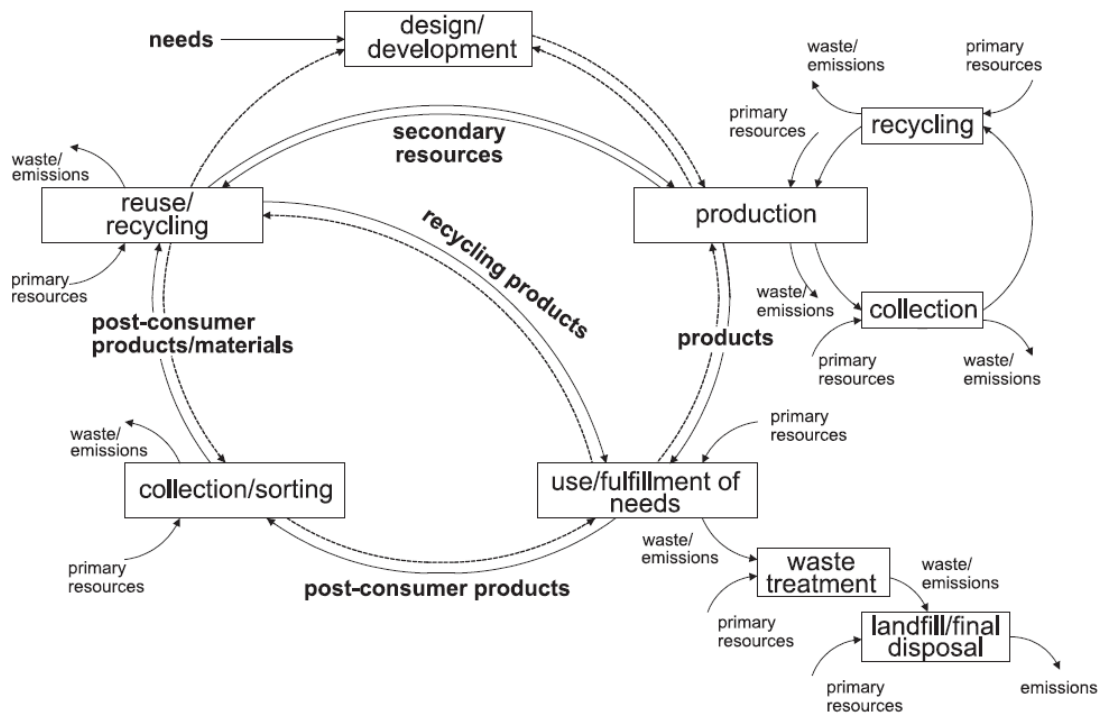 design/
development
needs
waste/
emissions
primary
resources
recycling
primary
resources
secondary
resources
waste/
emissions
reuse/
recycling
production
primary
resources
recycling products
waste/
emissions
collection
post-consumer
products/materials
products
primary
resources
waste/
emissions
primary
resources
waste/
emissions
collection/sorting
use/fulfillment of
needs
primary
resources
waste/
emissions
waste
treatment
waste/
emissions
post-consumer products
primary
resources
landfill/final
disposal
primary
resources
emissions